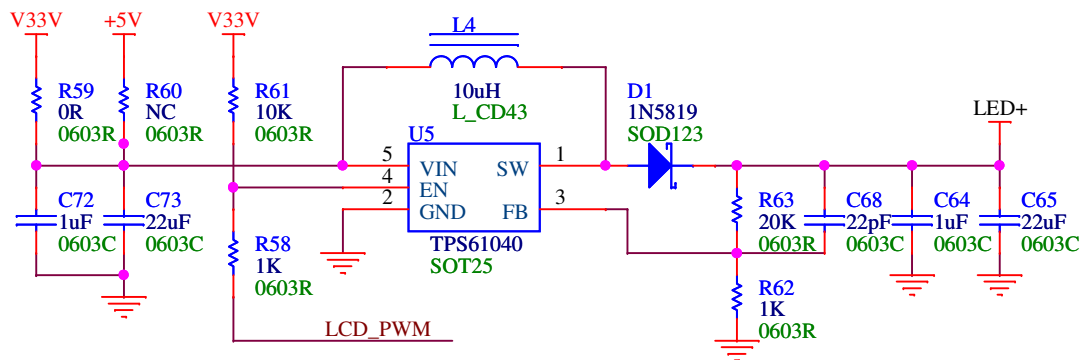 V33V
+5V
V33V
L4
10uH
L_CD43
R59
0R
0603R
R60
NC
0603R
R61
10K
0603R
D1
1N5819
SOD123
LED+
U5
5
VIN
4
EN
2
GND
SW
1
FB
3
TPS61040
SOT25
C72
1uF
0603C
C73
22uF
0603C
R58
1K
0603R
R63
20K
0603R
C68
22pF
0603C
C64
1uF
0603C
C65
22uF
0603C
R62
1K
0603R
LCD_PWM